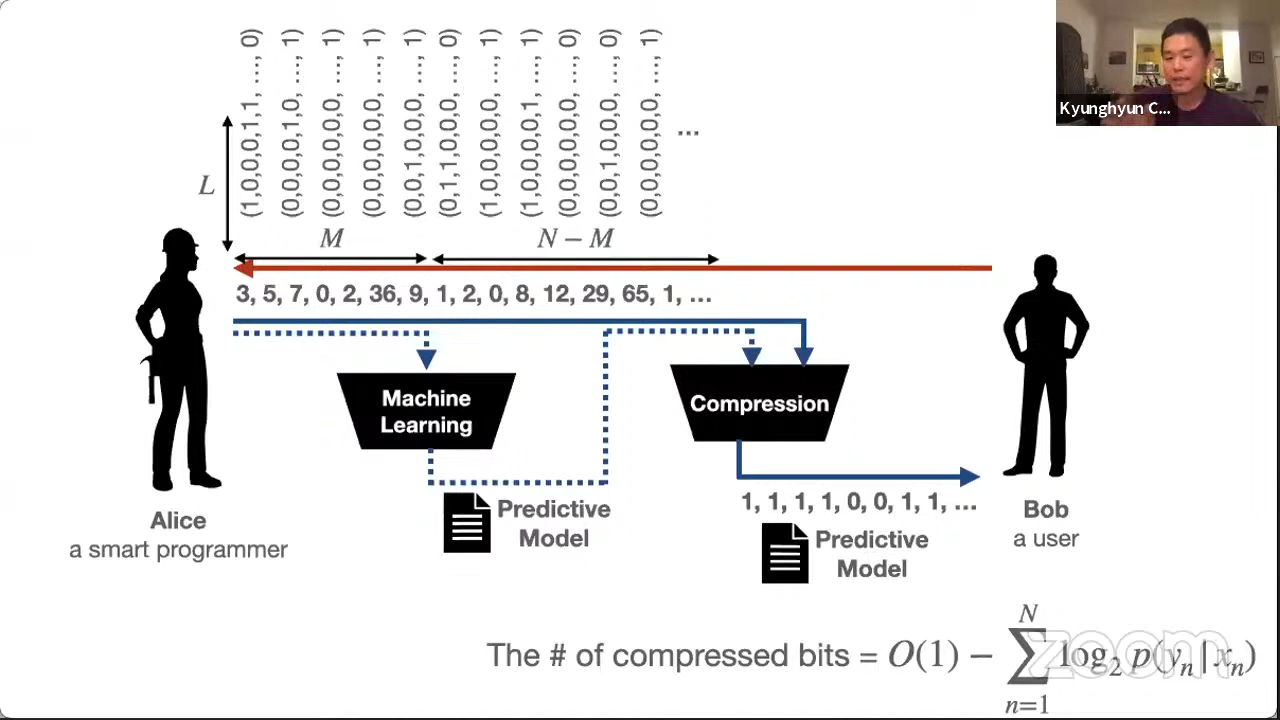 (1,0,0,0,1,1, …, 0)
(0,0,0,0,1,0, …, 1)
(0,0,0,0,0,0, …, 1)
(0,0,0,0,0,0, …, 1)
(0,0,1,0,0,0, …, 1)
(0,1,1,0,0,0, …, 0)
(1,0,0,0,0,0, …, 1)
(1,0,0,0,0,1, …, 1)
(0,0,0,0,0,0, …, 0)
(0,0,1,0,0,0, …, 0)
(0,0,0,0,0,0, …, 1)
...
Kyunghyun C...
L
M
N − M
3, 5, 7, 0, 2, 36, 9, 1, 2, 0, 8, 12, 29, 65, 1, ...
Machine
Learning
Compression
Predictive
Model
1, 1, 1, 1, 0, 0, 1, 1, ...
Predictive
Model
Alice
a smart programmer
Bob
a user
The # of compressed bits = O(1) − ∑_{n=1}^{N} log₂ p(yₙ|xₙ)
zoom